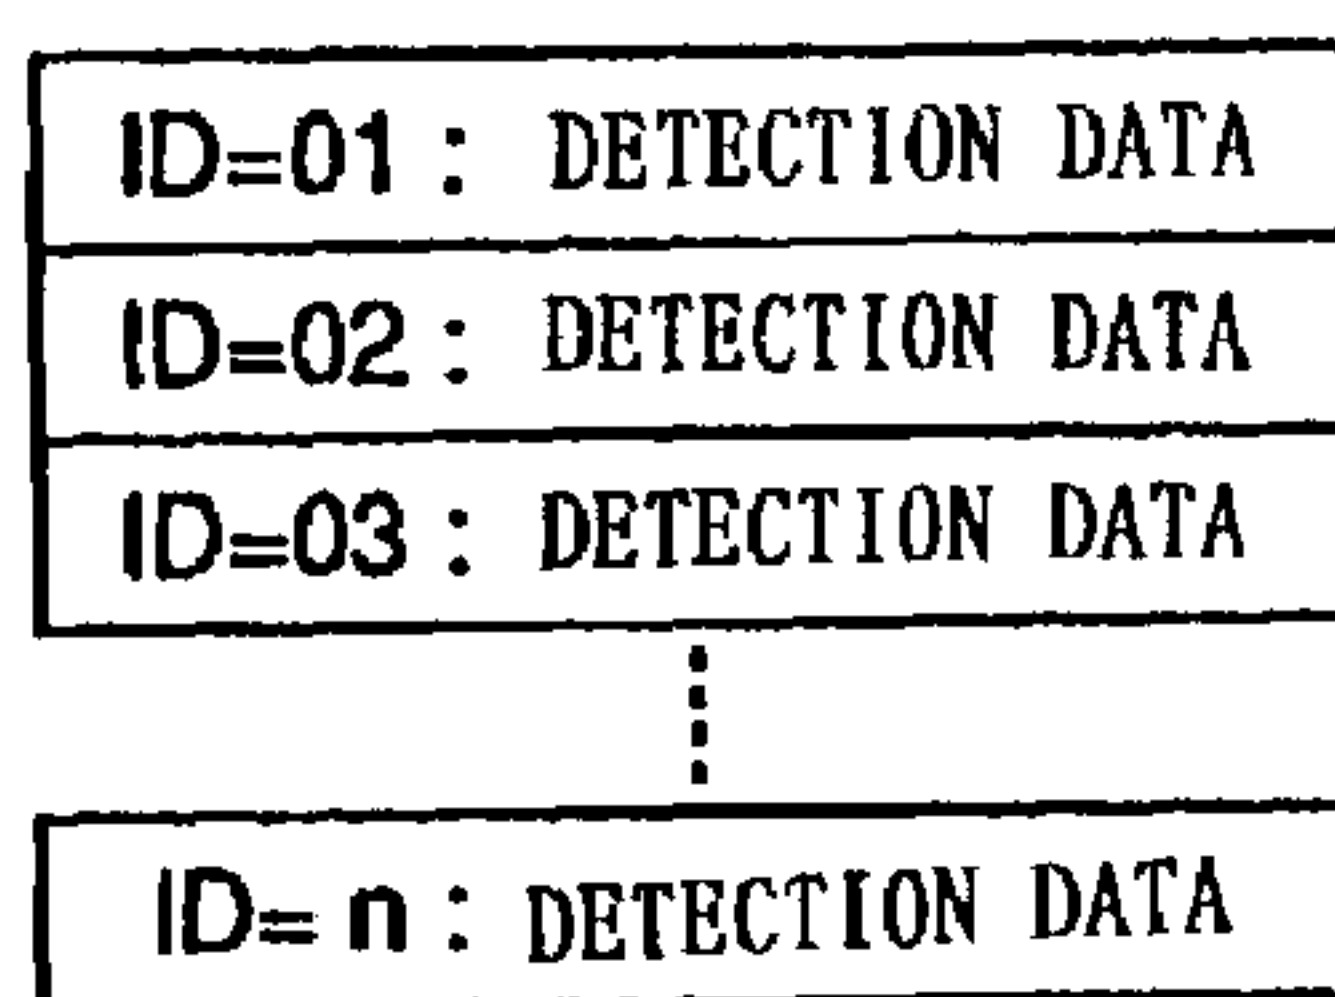 ID=01 : DETECTION DATA
ID=02 : DETECTION DATA
ID=03 : DETECTION DATA
ID= n : DETECTION DATA